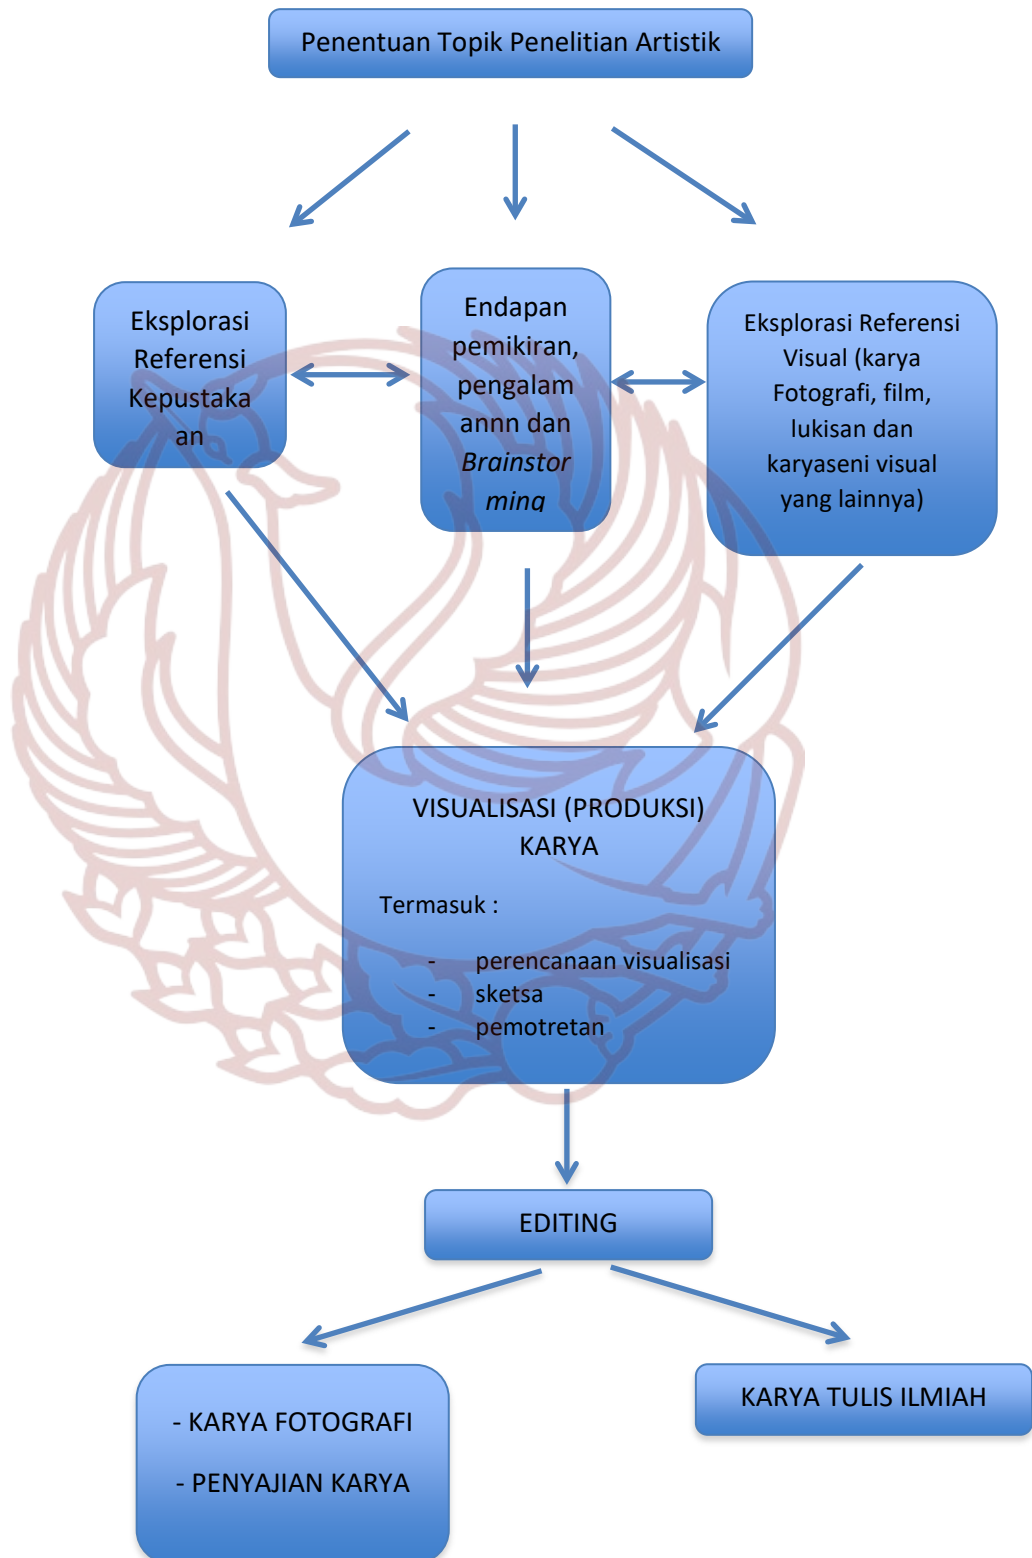 Penentuan Topik Penelitian Artistik
Eksplorasi
Referensi
Kepustaka
an
Endapan
pemikiran,
pengalam
annn dan
Brainstor
ming
Eksplorasi Referensi
Visual (karya
Fotografi, film,
lukisan dan
karyaseni visual
yang lainnya)
VISUALISASI (PRODUKSI)
KARYA
Termasuk :
- perencanaan visualisasi
- sketsa
- pemotretan
EDITING
- KARYA FOTOGRAFI
- PENYAJIAN KARYA
KARYA TULIS ILMIAH